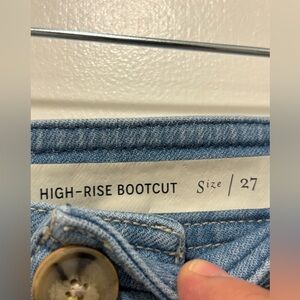 HIGH-RISE BOOTCUT Size / 27